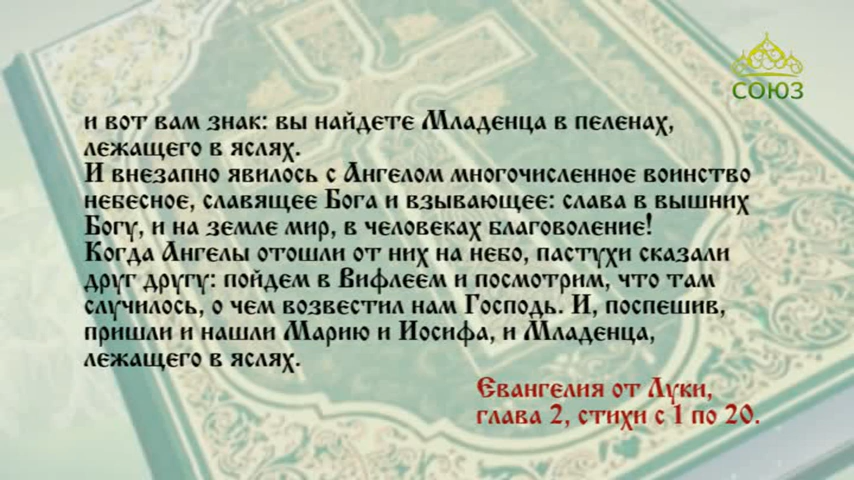 СОЮЗ
и вот вам знак: вы найдете Младенца в пеленах,
лежащего в яслях.
И внезапно явилось с Ангелом многочисленное воинство
небесное, славящее Бога и взывающее: слава в вышних
Богу, и на земле мир, в человеках благоволение!
Когда Ангелы отошли от них на небо, пастухи сказали
друг другу: пойдем в Вифлеем и посмотрим, что там
случилось, о чем возвестил нам Господь. И, поспешив,
пришли и нашли Марию и Иосифа, и Младенца,
лежащего в яслях.
Евангелия от Луки,
глава 2, стихи с 1 по 20.